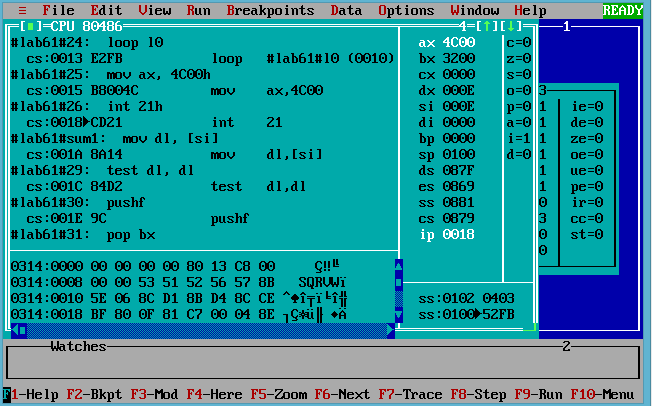 ≡ File Edit View Run Breakpoints Data Options Window Help READY
[■]=CPU 80486 4=[↑][↓] 1
#lab61#24: loop l0 ax 4C00 c=0
cs:0013 E2FB loop #lab61#l0 (0010) bx 3200 z=0
#lab61#25: mov ax, 4C00h cx 0000 s=0
cs:0015 B8004C mov ax,4C00 dx 000E o=0 3
#lab61#26: int 21h si 000E p=0 1 ie=0
cs:0018►CD21 int 21 di 0000 a=0 1 de=0
#lab61#sum1: mov dl, [si] bp 0000 i=1 1 ze=0
cs:001A 8A14 mov dl,[si] sp 0100 d=0 1 oe=0
#lab61#29: test dl, dl ds 087F 1 ue=0
cs:001C 84D2 test dl,dl es 0869 1 pe=0
#lab61#30: pushf ss 0881 0 ir=0
cs:001E 9C pushf cs 0879 3 cc=0
#lab61#31: pop bx ip 0018 0 st=0
0
0314:0000 00 00 00 00 80 13 C8 00 Ç‼╚
0314:0008 00 00 53 51 52 56 57 8B SQRVWï
0314:0010 5E 06 8C D1 8B D4 8C CE ^♠î╤ï╘î╬ ss:0102 0403
0314:0018 BF 80 0F 81 C7 00 04 8E ┐Ç☼ü╟ ♦Ä ss:0100►52FB
Watches 2
F1-Help F2-Bkpt F3-Mod F4-Here F5-Zoom F6-Next F7-Trace F8-Step F9-Run F10-Menu